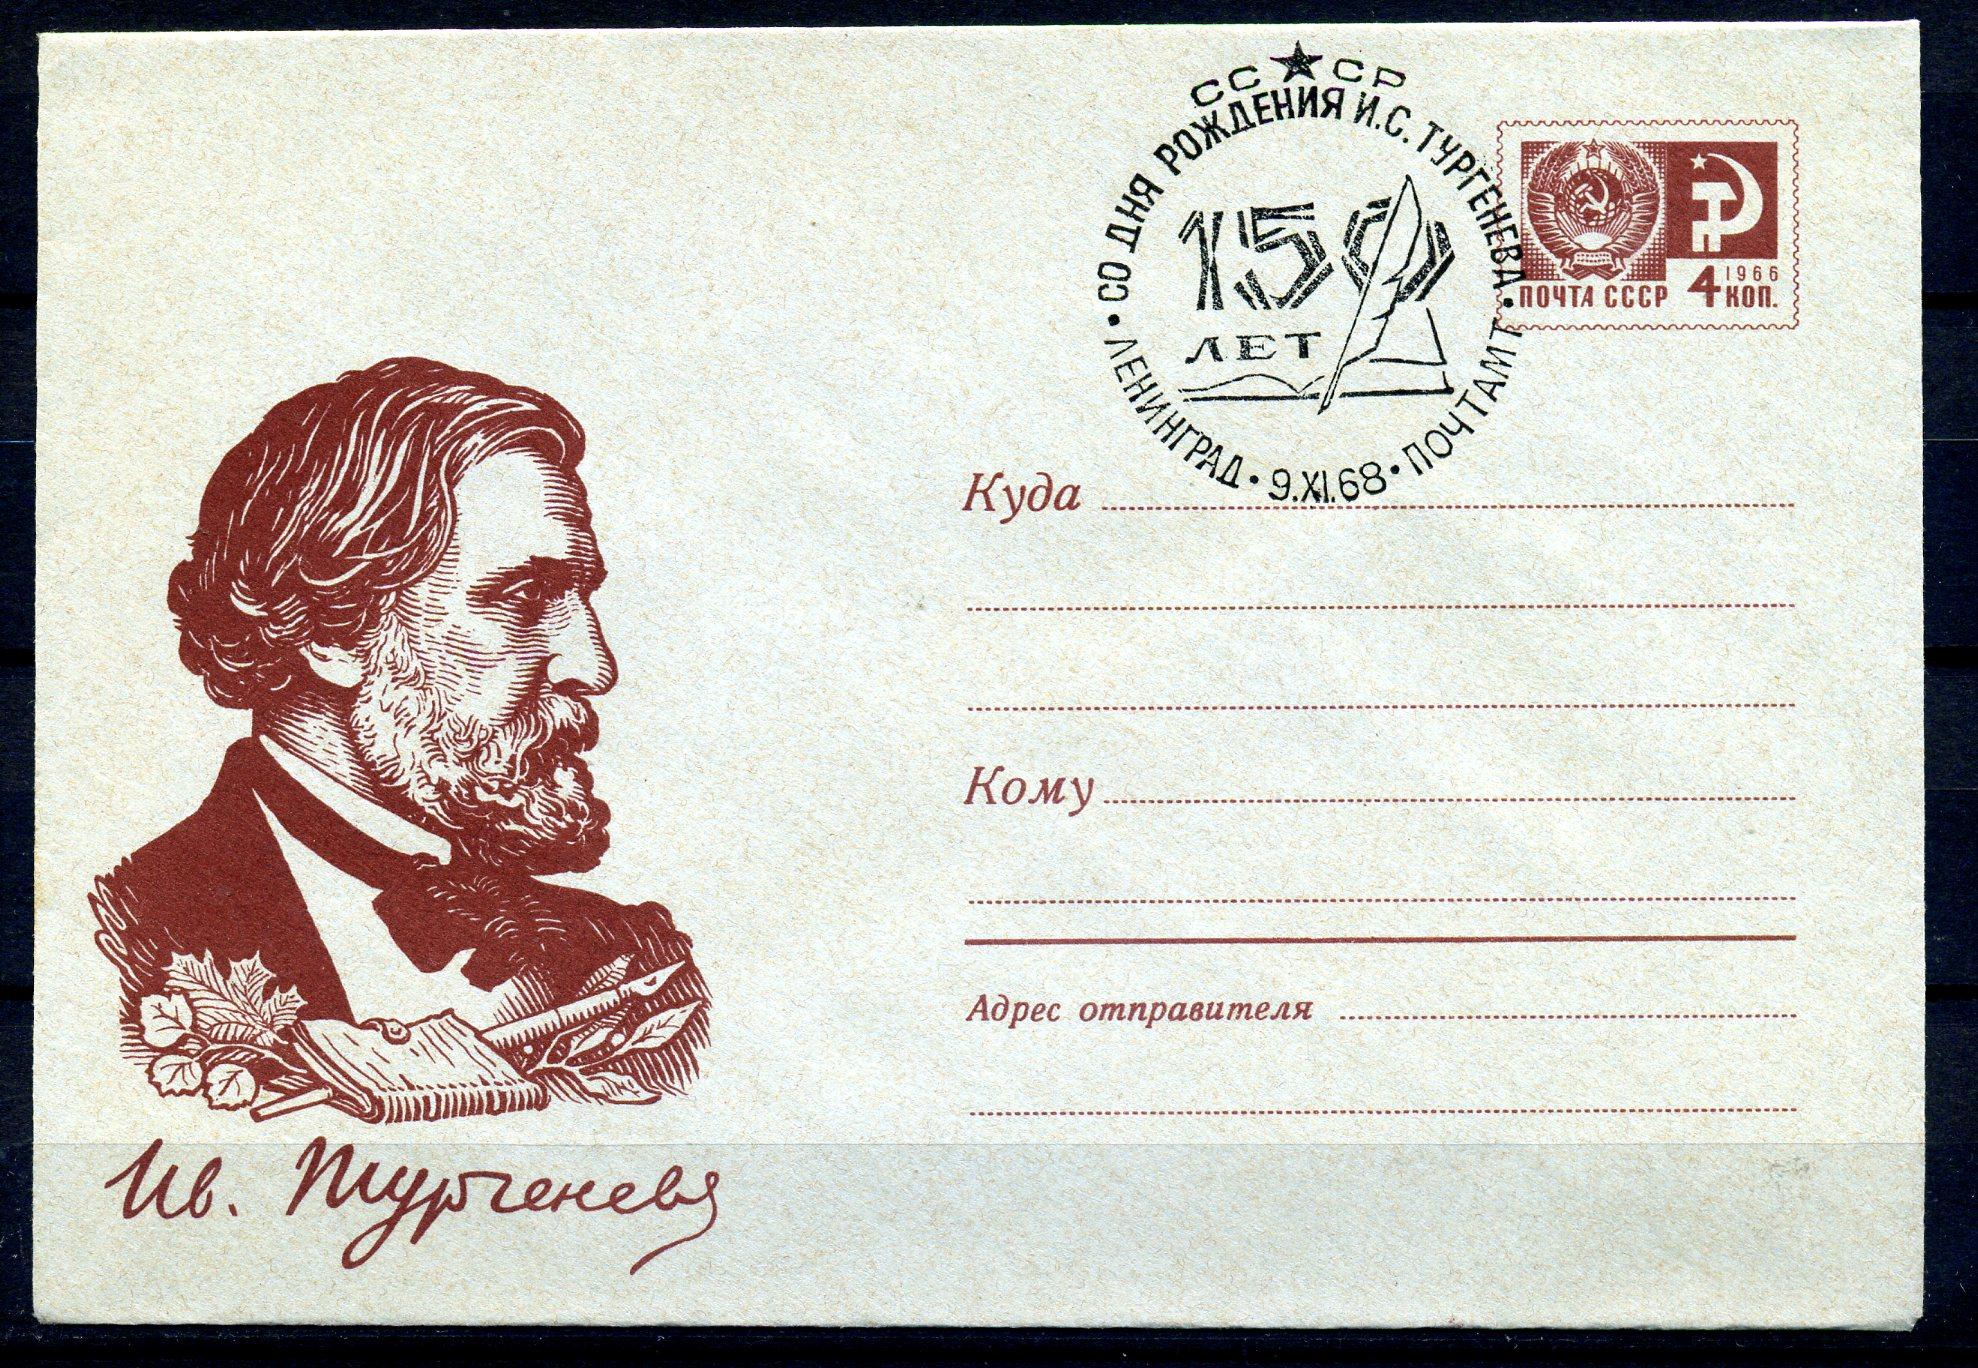 СССР
СО ДНЯ РОЖДЕНИЯ И.С. ТУРГЕНЕВА
150
ЛЕТ
ЛЕНИНГРАД • 9.XI.68 • ПОЧТАМТ
1966
ПОЧТА СССР 4 КОП.
Куда
Кому
Адрес отправителя
Ив. Тургеневъ